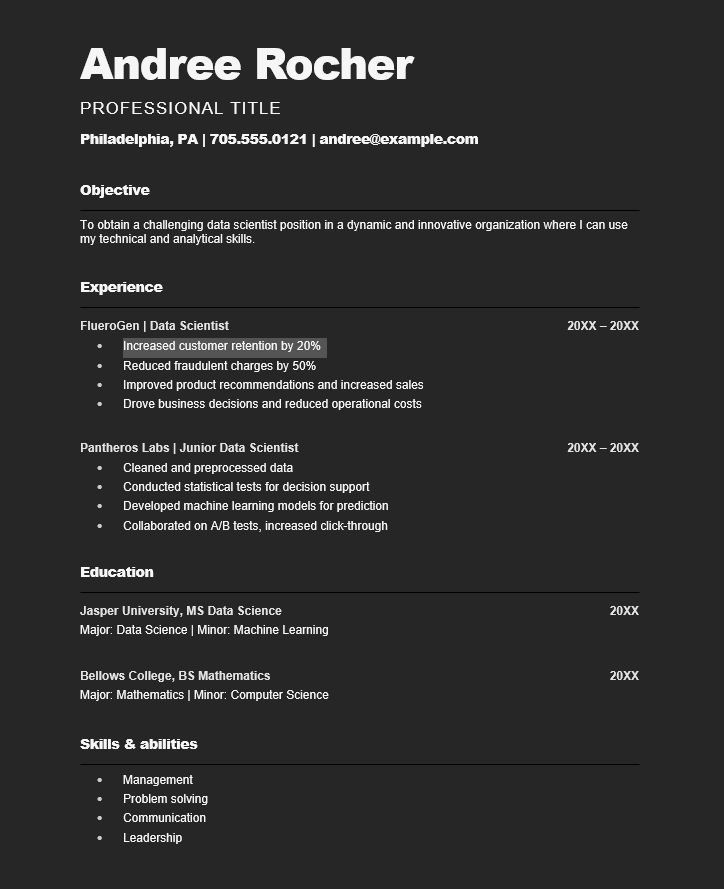 Andree Rocher
PROFESSIONAL TITLE
Philadelphia, PA | 705.555.0121 | andree@example.com
Objective
To obtain a challenging data scientist position in a dynamic and innovative organization where I can use
my technical and analytical skills.
Experience
FlueroGen | Data Scientist 20XX – 20XX
• Increased customer retention by 20%
• Reduced fraudulent charges by 50%
• Improved product recommendations and increased sales
• Drove business decisions and reduced operational costs
Pantheros Labs | Junior Data Scientist 20XX – 20XX
• Cleaned and preprocessed data
• Conducted statistical tests for decision support
• Developed machine learning models for prediction
• Collaborated on A/B tests, increased click-through
Education
Jasper University, MS Data Science 20XX
Major: Data Science | Minor: Machine Learning
Bellows College, BS Mathematics 20XX
Major: Mathematics | Minor: Computer Science
Skills & abilities
• Management
• Problem solving
• Communication
• Leadership